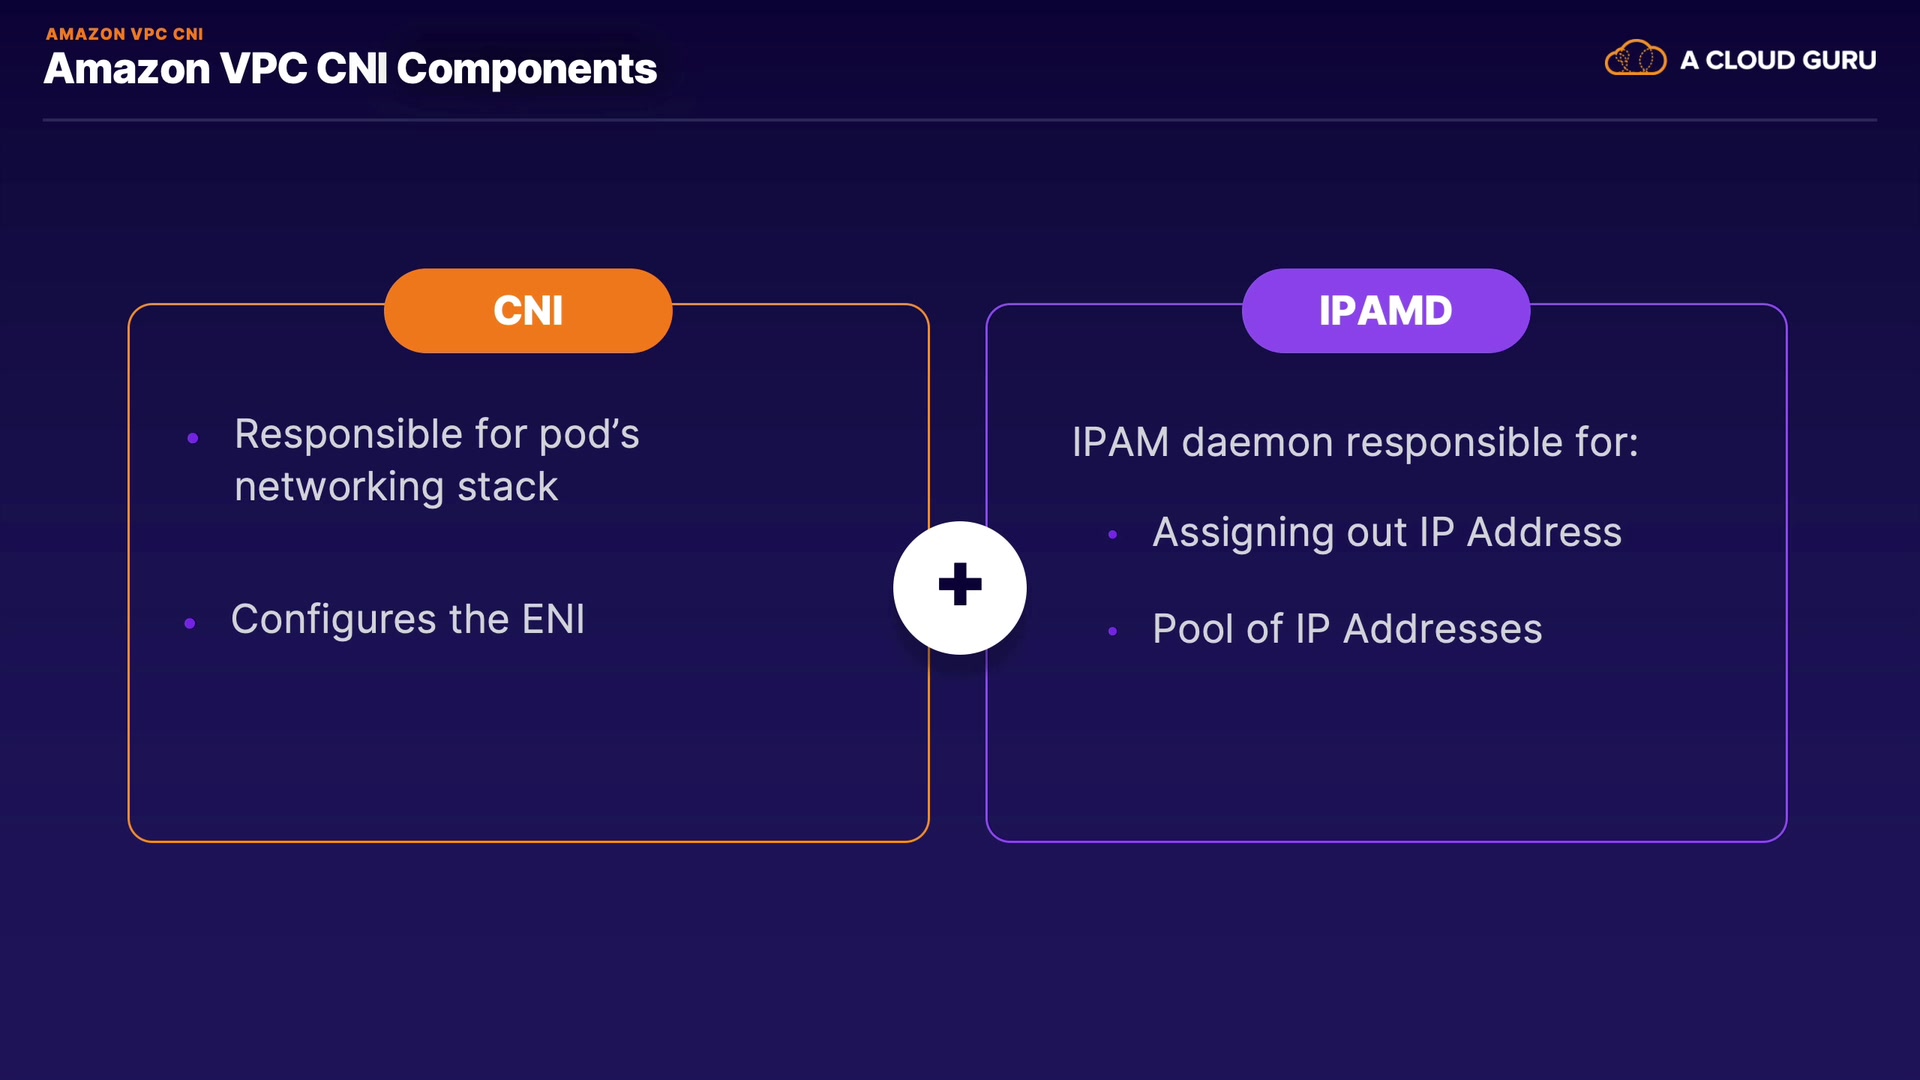 AMAZON VPC CNI
Amazon VPC CNI Components
A CLOUD GURU
CNI
• Responsible for pod’s
networking stack
• Configures the ENI
+
IPAMD
IPAM daemon responsible for:
• Assigning out IP Address
• Pool of IP Addresses